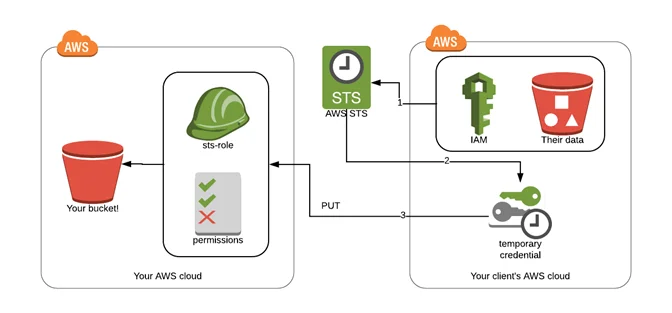 AWS
AWS
STS
AWS STS
1
IAM
Their data
sts-role
2
Your bucket!
PUT
3
permissions
temporary
credential
Your AWS cloud
Your client's AWS cloud